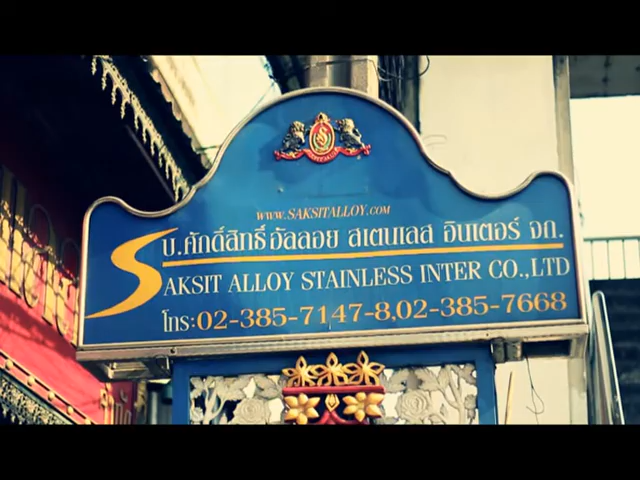 WWW.SAKSITALLOY.COM
บ.ศักดิ์สิทธิ์อัลลอย สเตนเลส อินเตอร์ จก.
SAKSIT ALLOY STAINLESS INTER CO.,LTD
โทร:02-385-7147-8,02-385-7668